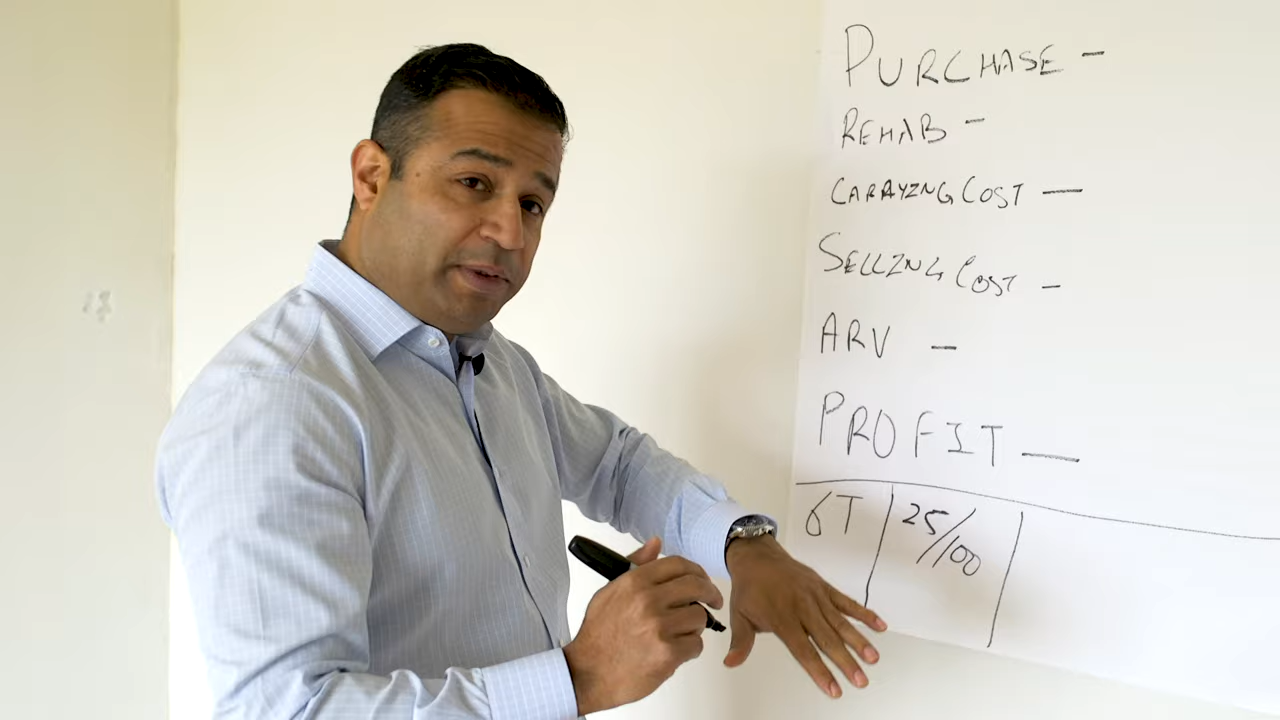 PURCHASE -
REHAB -
CARRYING COST —
SELLING COST -
ARV —
PROFIT —
6T 25/100